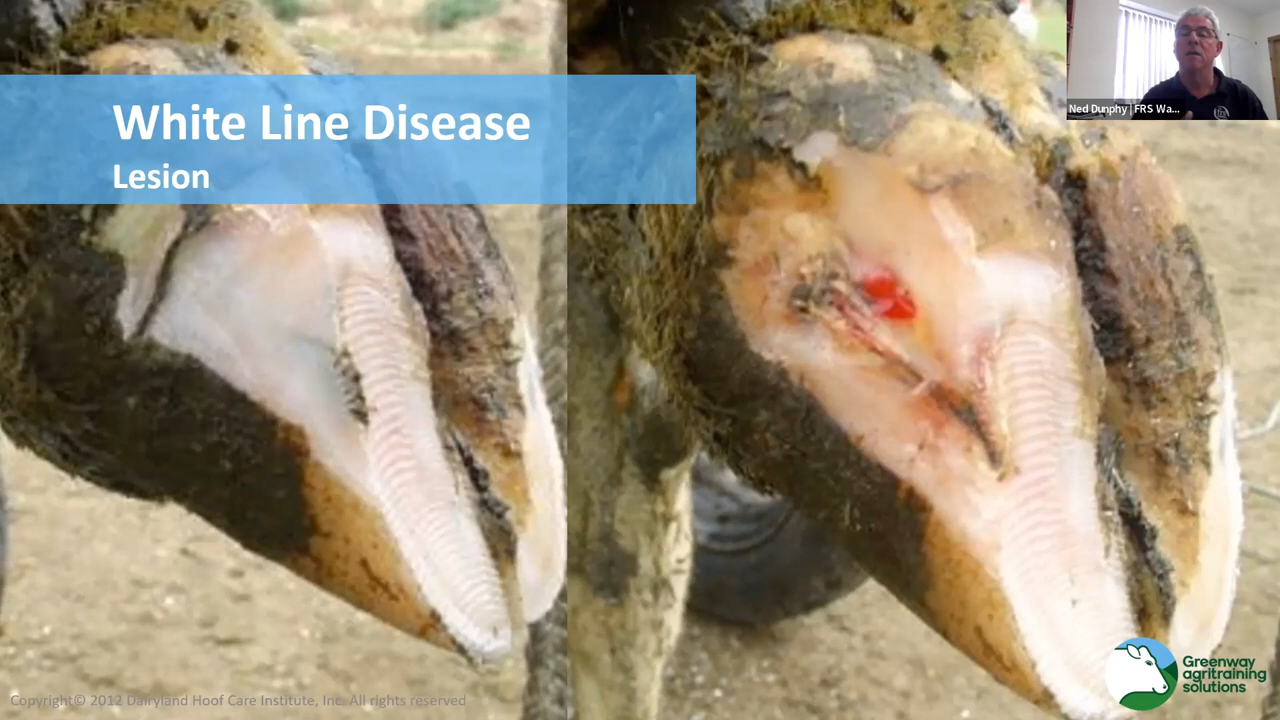 White Line Disease
Lesion
Ned Dunphy | FRS Wa...
Copyright© 2012 Dairyland Hoof Care Institute, Inc. All rights reserved
Greenway
agritraining
solutions